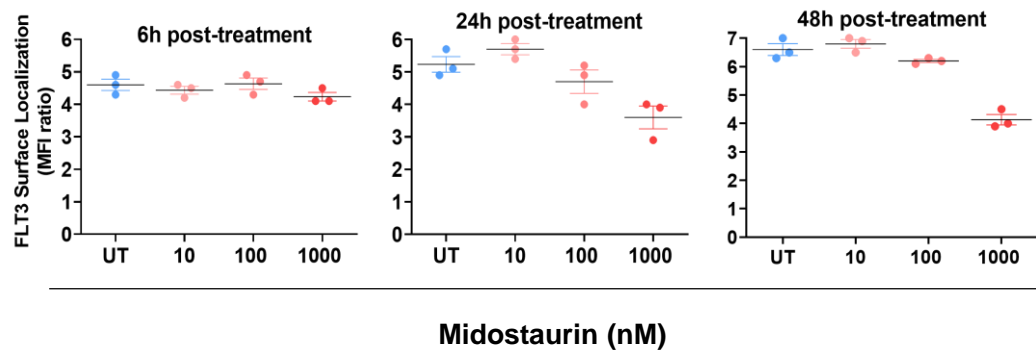 6h post-treatment
24h post-treatment
48h post-treatment
FLT3 Surface Localization
(MFI ratio)
6
5
4
3
2
1
0
UT 10 100 1000
6
5
4
3
2
1
0
UT 10 100 1000
7
6
5
4
3
2
1
0
UT 10 100 1000
Midostaurin (nM)